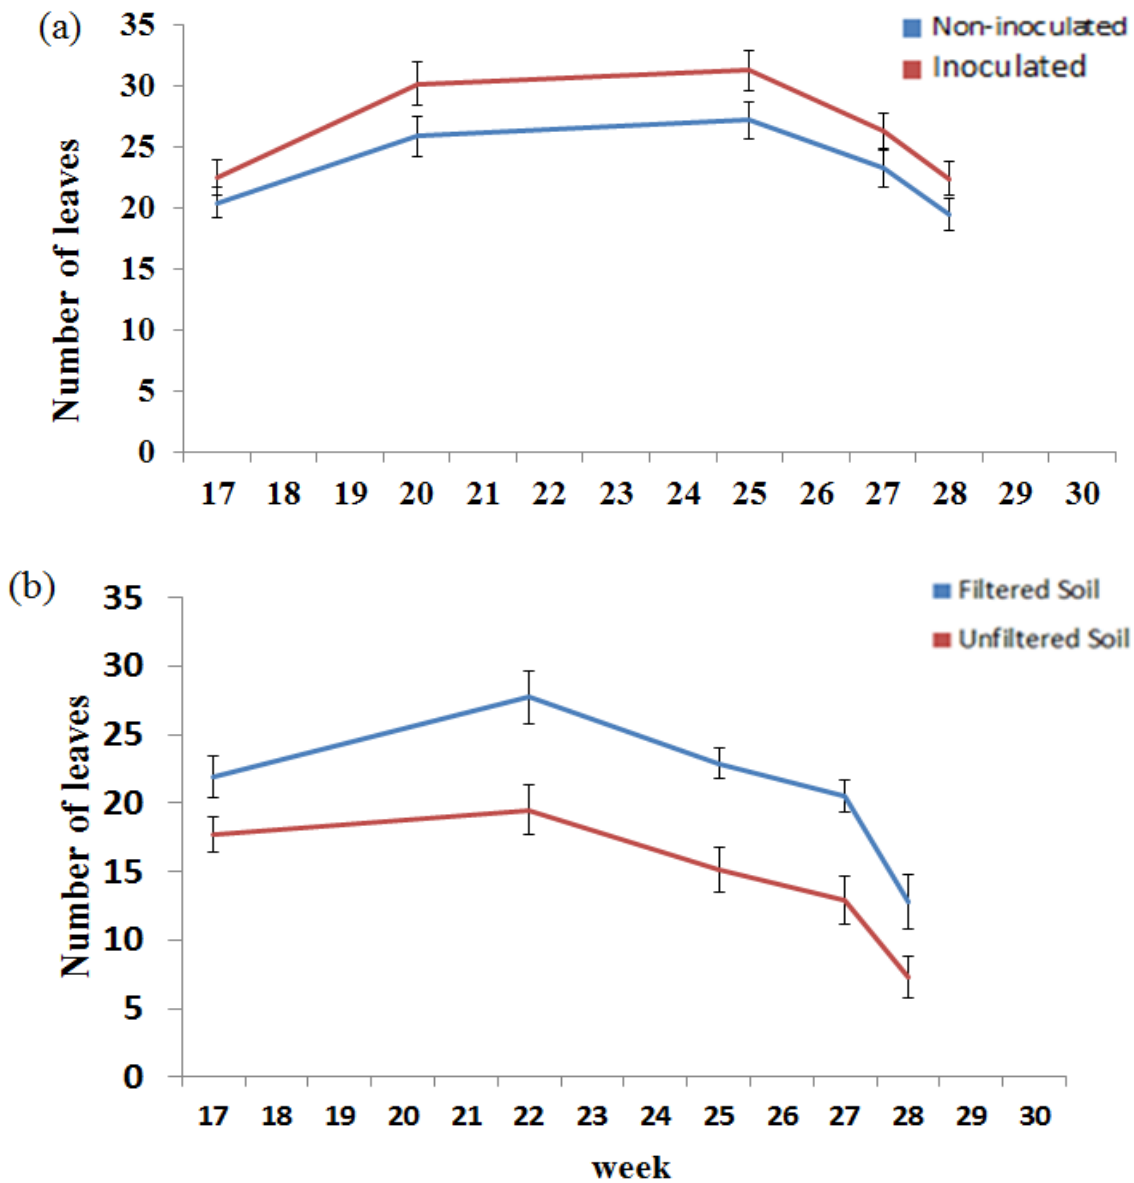 (a)
Non-inoculated
Inoculated
Number of leaves
35
30
25
20
15
10
5
0
17 18 19 20 21 22 23 24 25 26 27 28 29 30
(b)
Filtered Soil
Unfiltered Soil
Number of leaves
35
30
25
20
15
10
5
0
17 18 19 20 21 22 23 24 25 26 27 28 29 30
week